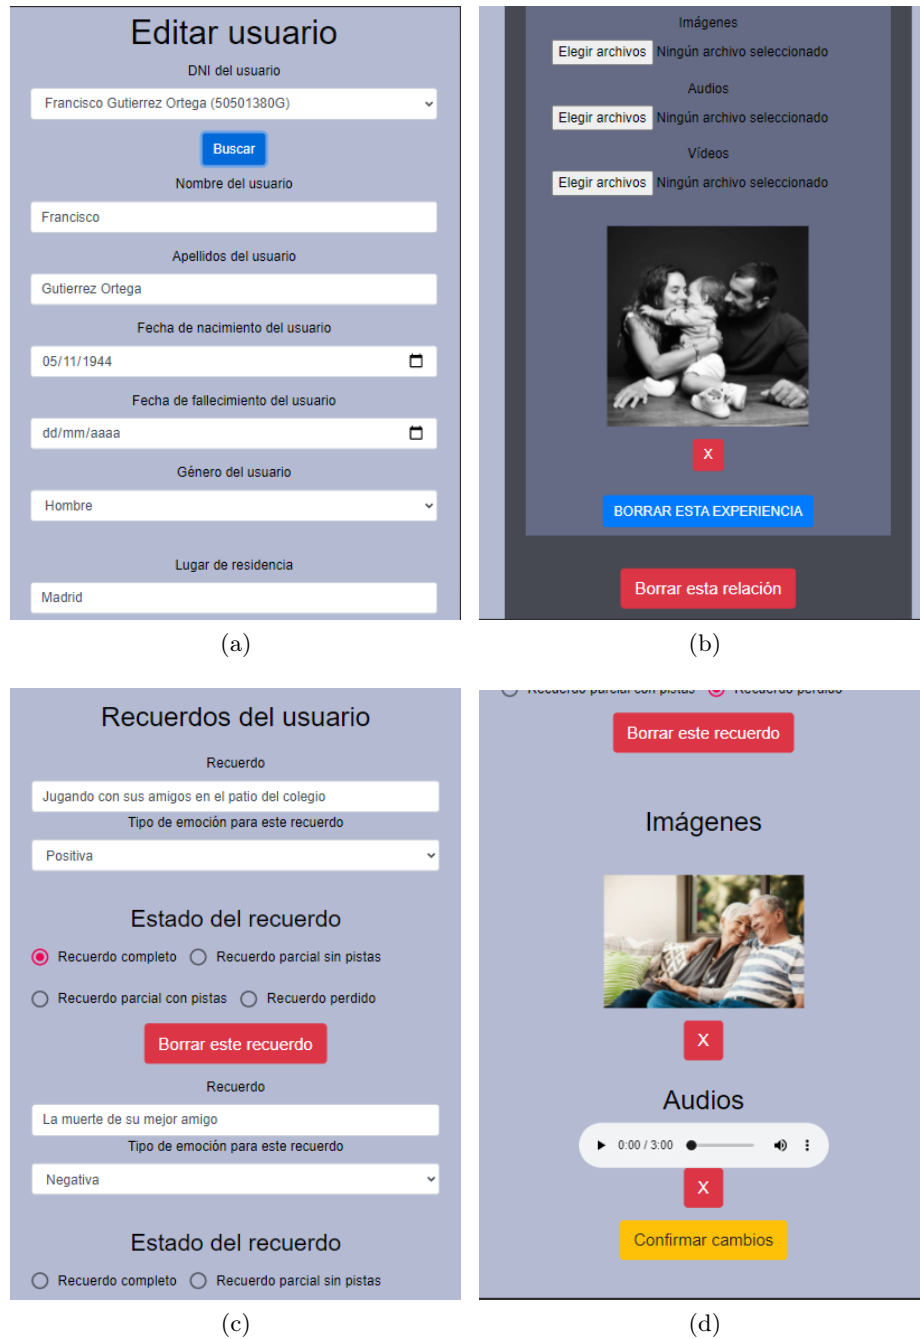 Editar usuario
DNI del usuario
Francisco Gutierrez Ortega (50501380G)
Buscar
Nombre del usuario
Francisco
Apellidos del usuario
Gutierrez Ortega
Fecha de nacimiento del usuario
05/11/1944
Fecha de fallecimiento del usuario
dd/mm/aaaa
Género del usuario
Hombre
Lugar de residencia
Madrid
(a)
Imágenes
Elegir archivos Ningún archivo seleccionado
Audios
Elegir archivos Ningún archivo seleccionado
Vídeos
Elegir archivos Ningún archivo seleccionado
X
BORRAR ESTA EXPERIENCIA
Borrar esta relación
(b)
Recuerdos del usuario
Recuerdo
Jugando con sus amigos en el patio del colegio
Tipo de emoción para este recuerdo
Positiva
Estado del recuerdo
Recuerdo completo Recuerdo parcial sin pistas
Recuerdo parcial con pistas Recuerdo perdido
Borrar este recuerdo
Recuerdo
La muerte de su mejor amigo
Tipo de emoción para este recuerdo
Negativa
Estado del recuerdo
Recuerdo completo Recuerdo parcial sin pistas
(c)
Recuerdo parcial con pistas Recuerdo perdido
Borrar este recuerdo
Imágenes
X
Audios
0:00 / 3:00
X
Confirmar cambios
(d)